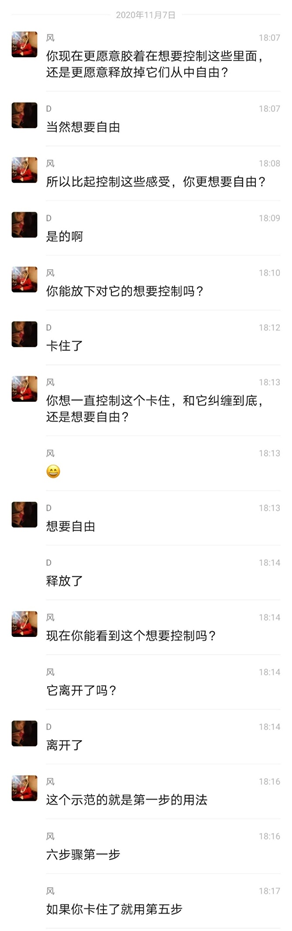 2020年11月7日
风 18:07
你现在更愿意胶着在想要控制这些里面，
还是更愿意释放掉它们从中自由？
D 18:07
当然想要自由
风 18:08
所以比起控制这些感受，你更想要自由？
D 18:09
是的啊
风 18:10
你能放下对它的想要控制吗？
D 18:12
卡住了
风 18:13
你想一直控制这个卡住，和它纠缠到底，
还是想要自由？
风 18:13
😀
D 18:13
想要自由
D 18:14
释放了
风 18:14
现在你能看到这个想要控制吗？
风 18:14
它离开了吗？
D 18:14
离开了
风 18:16
这个示范的就是第一步的用法
风 18:16
六步骤第一步
风 18:17
如果你卡住了就用第五步